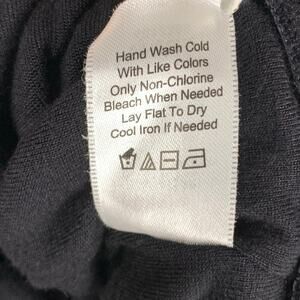 Hand Wash Cold
With Like Colors
Only Non-Chlorine
Bleach When Needed
Lay Flat To Dry
Cool Iron If Needed